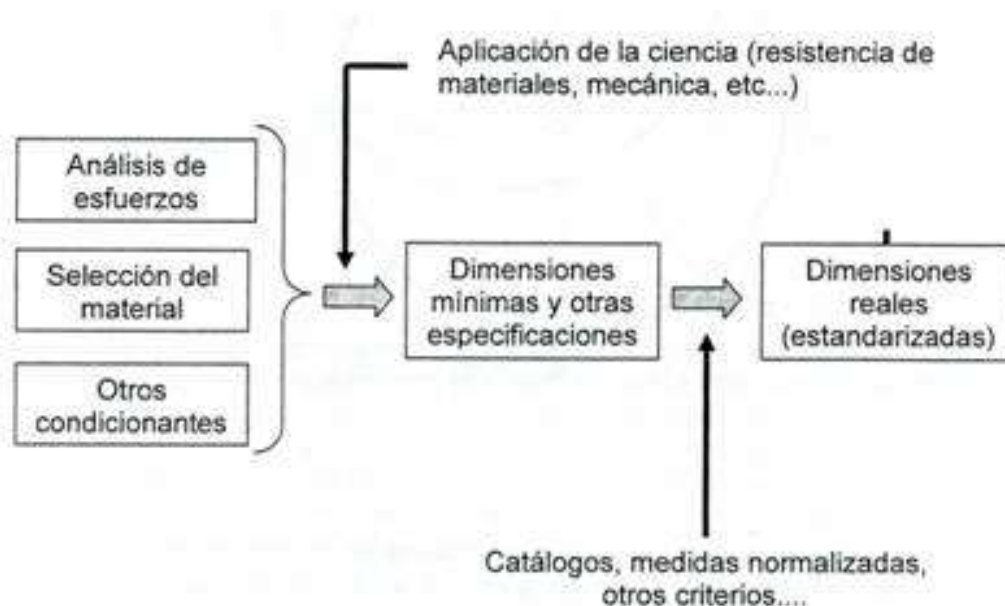 Aplicación de la ciencia (resistencia de
materiales, mecánica, etc...)
Análisis de
esfuerzos
Selección del
material
Otros
condicionantes
Dimensiones
mínimas y otras
especificaciones
Dimensiones
reales
(estandarizadas)
Catálogos, medidas normalizadas,
otros criterios....